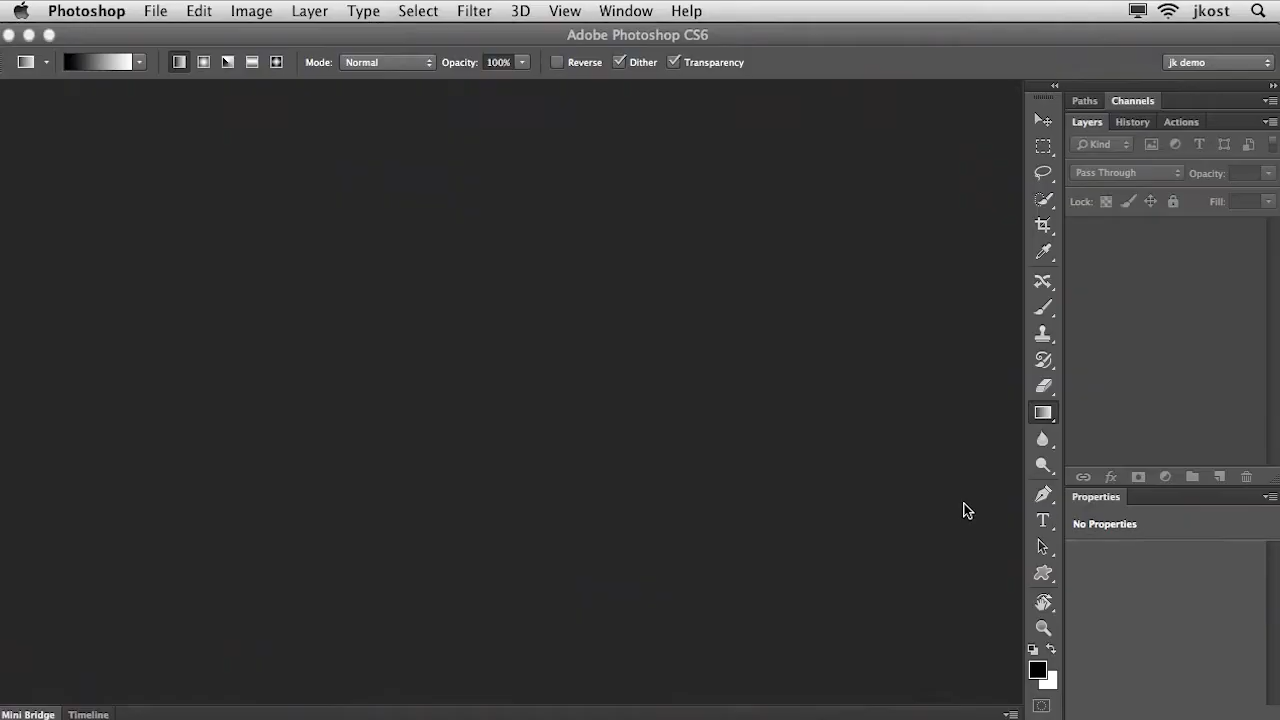 Photoshop File Edit Image Layer Type Select Filter 3D View Window Help jkost
Adobe Photoshop CS6
Mode: Normal Opacity: 100% Reverse Dither Transparency jk demo
Paths Channels
Layers History Actions
Kind
Pass Through Opacity:
Lock: Fill:
Properties
No Properties
Mini Bridge Timeline